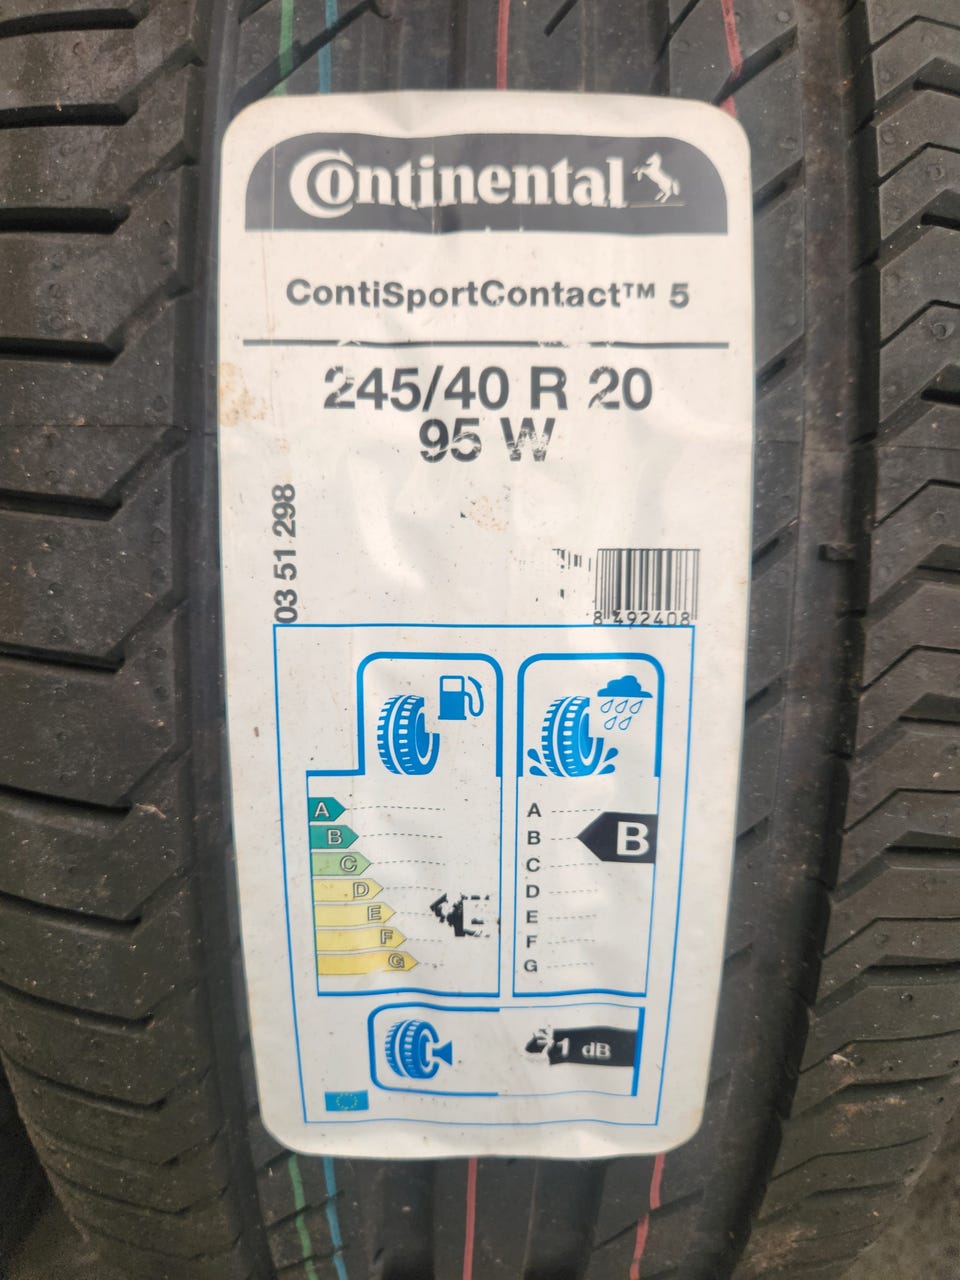 Continental
ContiSportContact™ 5
245/40 R 20
95 W
03 51 298
8 492408
A
B
C
D
E
F
G
A
B
C
D
E
F
G
B
1 dB